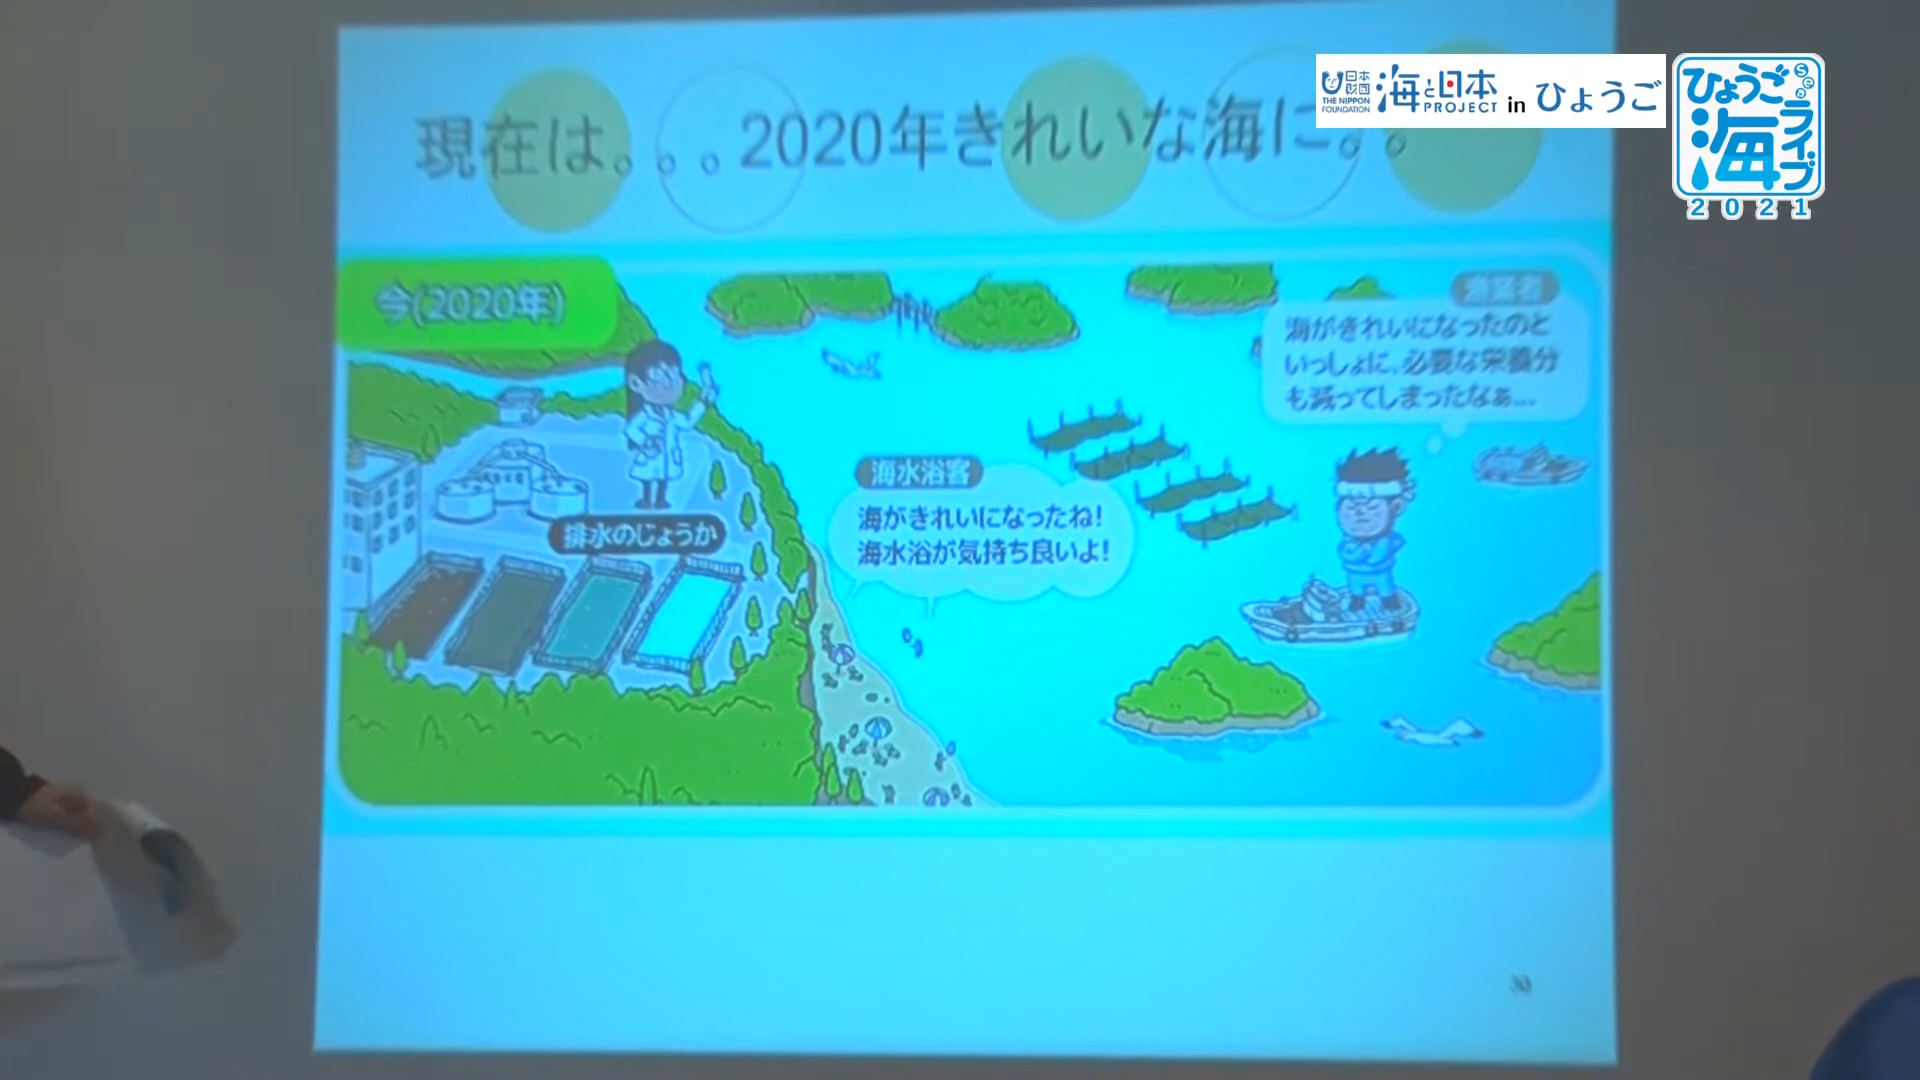 日本財団
THE NIPPON
FOUNDATION
海と日本
PROJECT
in ひょうご
ひょうご
Sea
海
ライブ
2021
現在は。。。2020年きれいな海に。。
今(2020年)
漁業者
海がきれいになったのと
いっしょに、必要な栄養分
も減ってしまったなぁ…
海水浴客
海がきれいになったね!
海水浴が気持ち良いよ!
排水のじょうか